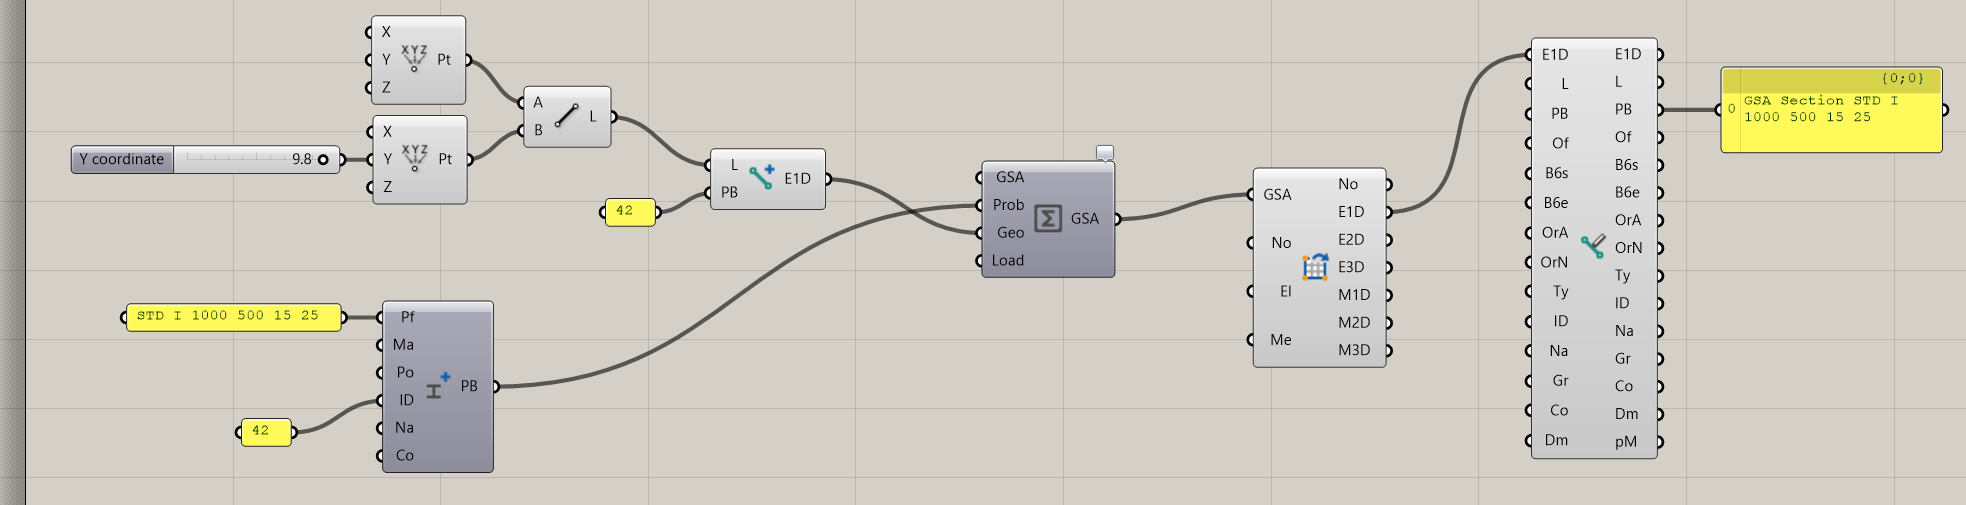 X
Y
Z
XYZ
Pt
Y coordinate
9.8
X
Y
Z
XYZ
Pt
A
B
L
42
L
PB
E1D
STD I 1000 500 15 25
42
Pf
Ma
Po
ID
Na
Co
PB
GSA
Prob
Geo
Load
GSA
GSA
No
El
Me
No
E1D
E2D
E3D
M1D
M2D
M3D
E1D
L
PB
Of
B6s
B6e
OrA
OrN
Ty
ID
Na
Gr
Co
Dm
E1D
L
PB
Of
B6s
B6e
OrA
OrN
Ty
ID
Na
Gr
Co
Dm
pM
{0;0}
0 GSA Section STD I
1000 500 15 25